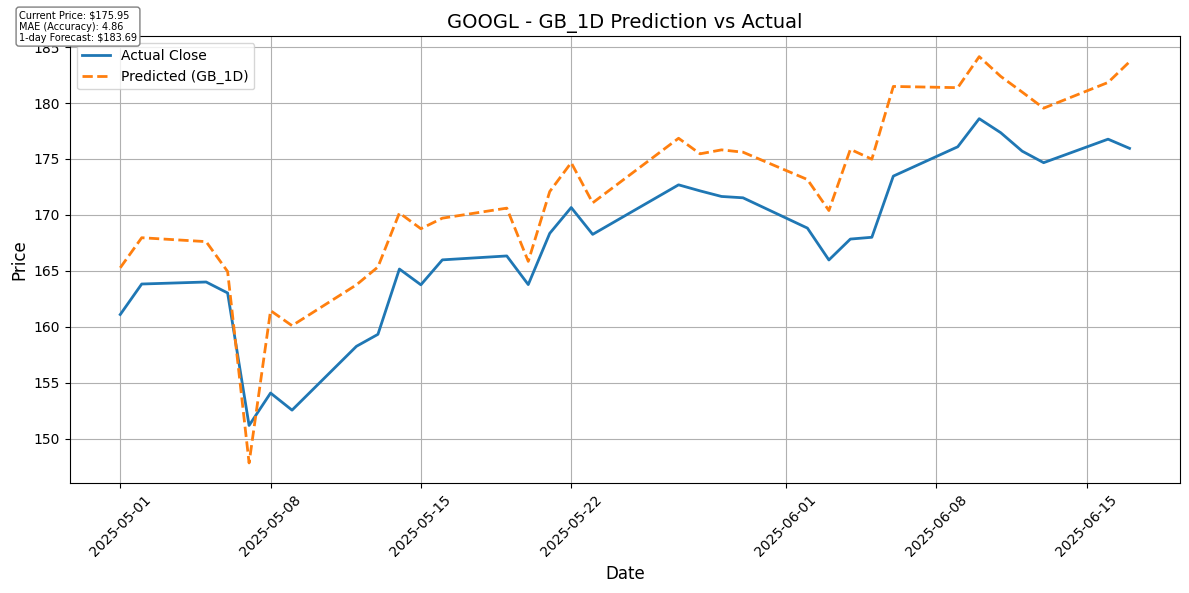 GOOGL - GB_1D Prediction vs Actual
Current Price: $175.95
MAE (Accuracy): 4.86
1-day Forecast: $183.69
Actual Close
Predicted (GB_1D)
Price
185
180
175
170
165
160
155
150
2025-05-01
2025-05-08
2025-05-15
2025-05-22
2025-06-01
2025-06-08
2025-06-15
Date